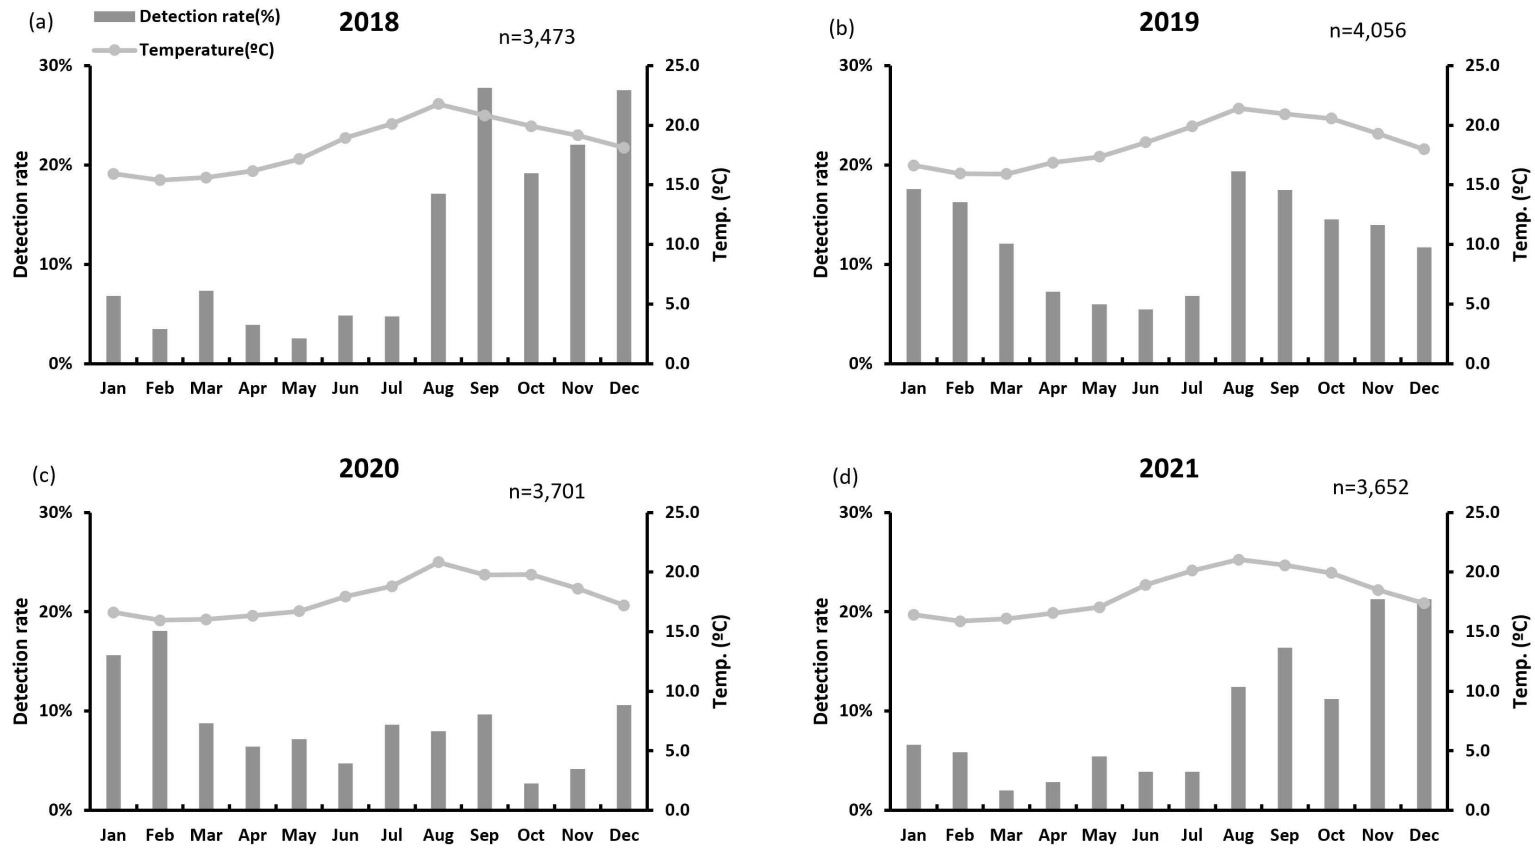 (a)
Detection rate(%)
Temperature(ºC)
2018
n=3,473
30%
20%
10%
0%
Detection rate
25.0
20.0
15.0
10.0
5.0
0.0
Temp. (ºC)
Jan Feb Mar Apr May Jun Jul Aug Sep Oct Nov Dec
(b)
2019
n=4,056
30%
20%
10%
0%
Detection rate
25.0
20.0
15.0
10.0
5.0
0.0
Temp. (ºC)
Jan Feb Mar Apr May Jun Jul Aug Sep Oct Nov Dec
(c)
2020
n=3,701
30%
20%
10%
0%
Detection rate
25.0
20.0
15.0
10.0
5.0
0.0
Temp. (ºC)
Jan Feb Mar Apr May Jun Jul Aug Sep Oct Nov Dec
(d)
2021
n=3,652
30%
20%
10%
0%
Detection rate
25.0
20.0
15.0
10.0
5.0
0.0
Temp. (ºC)
Jan Feb Mar Apr May Jun Jul Aug Sep Oct Nov Dec